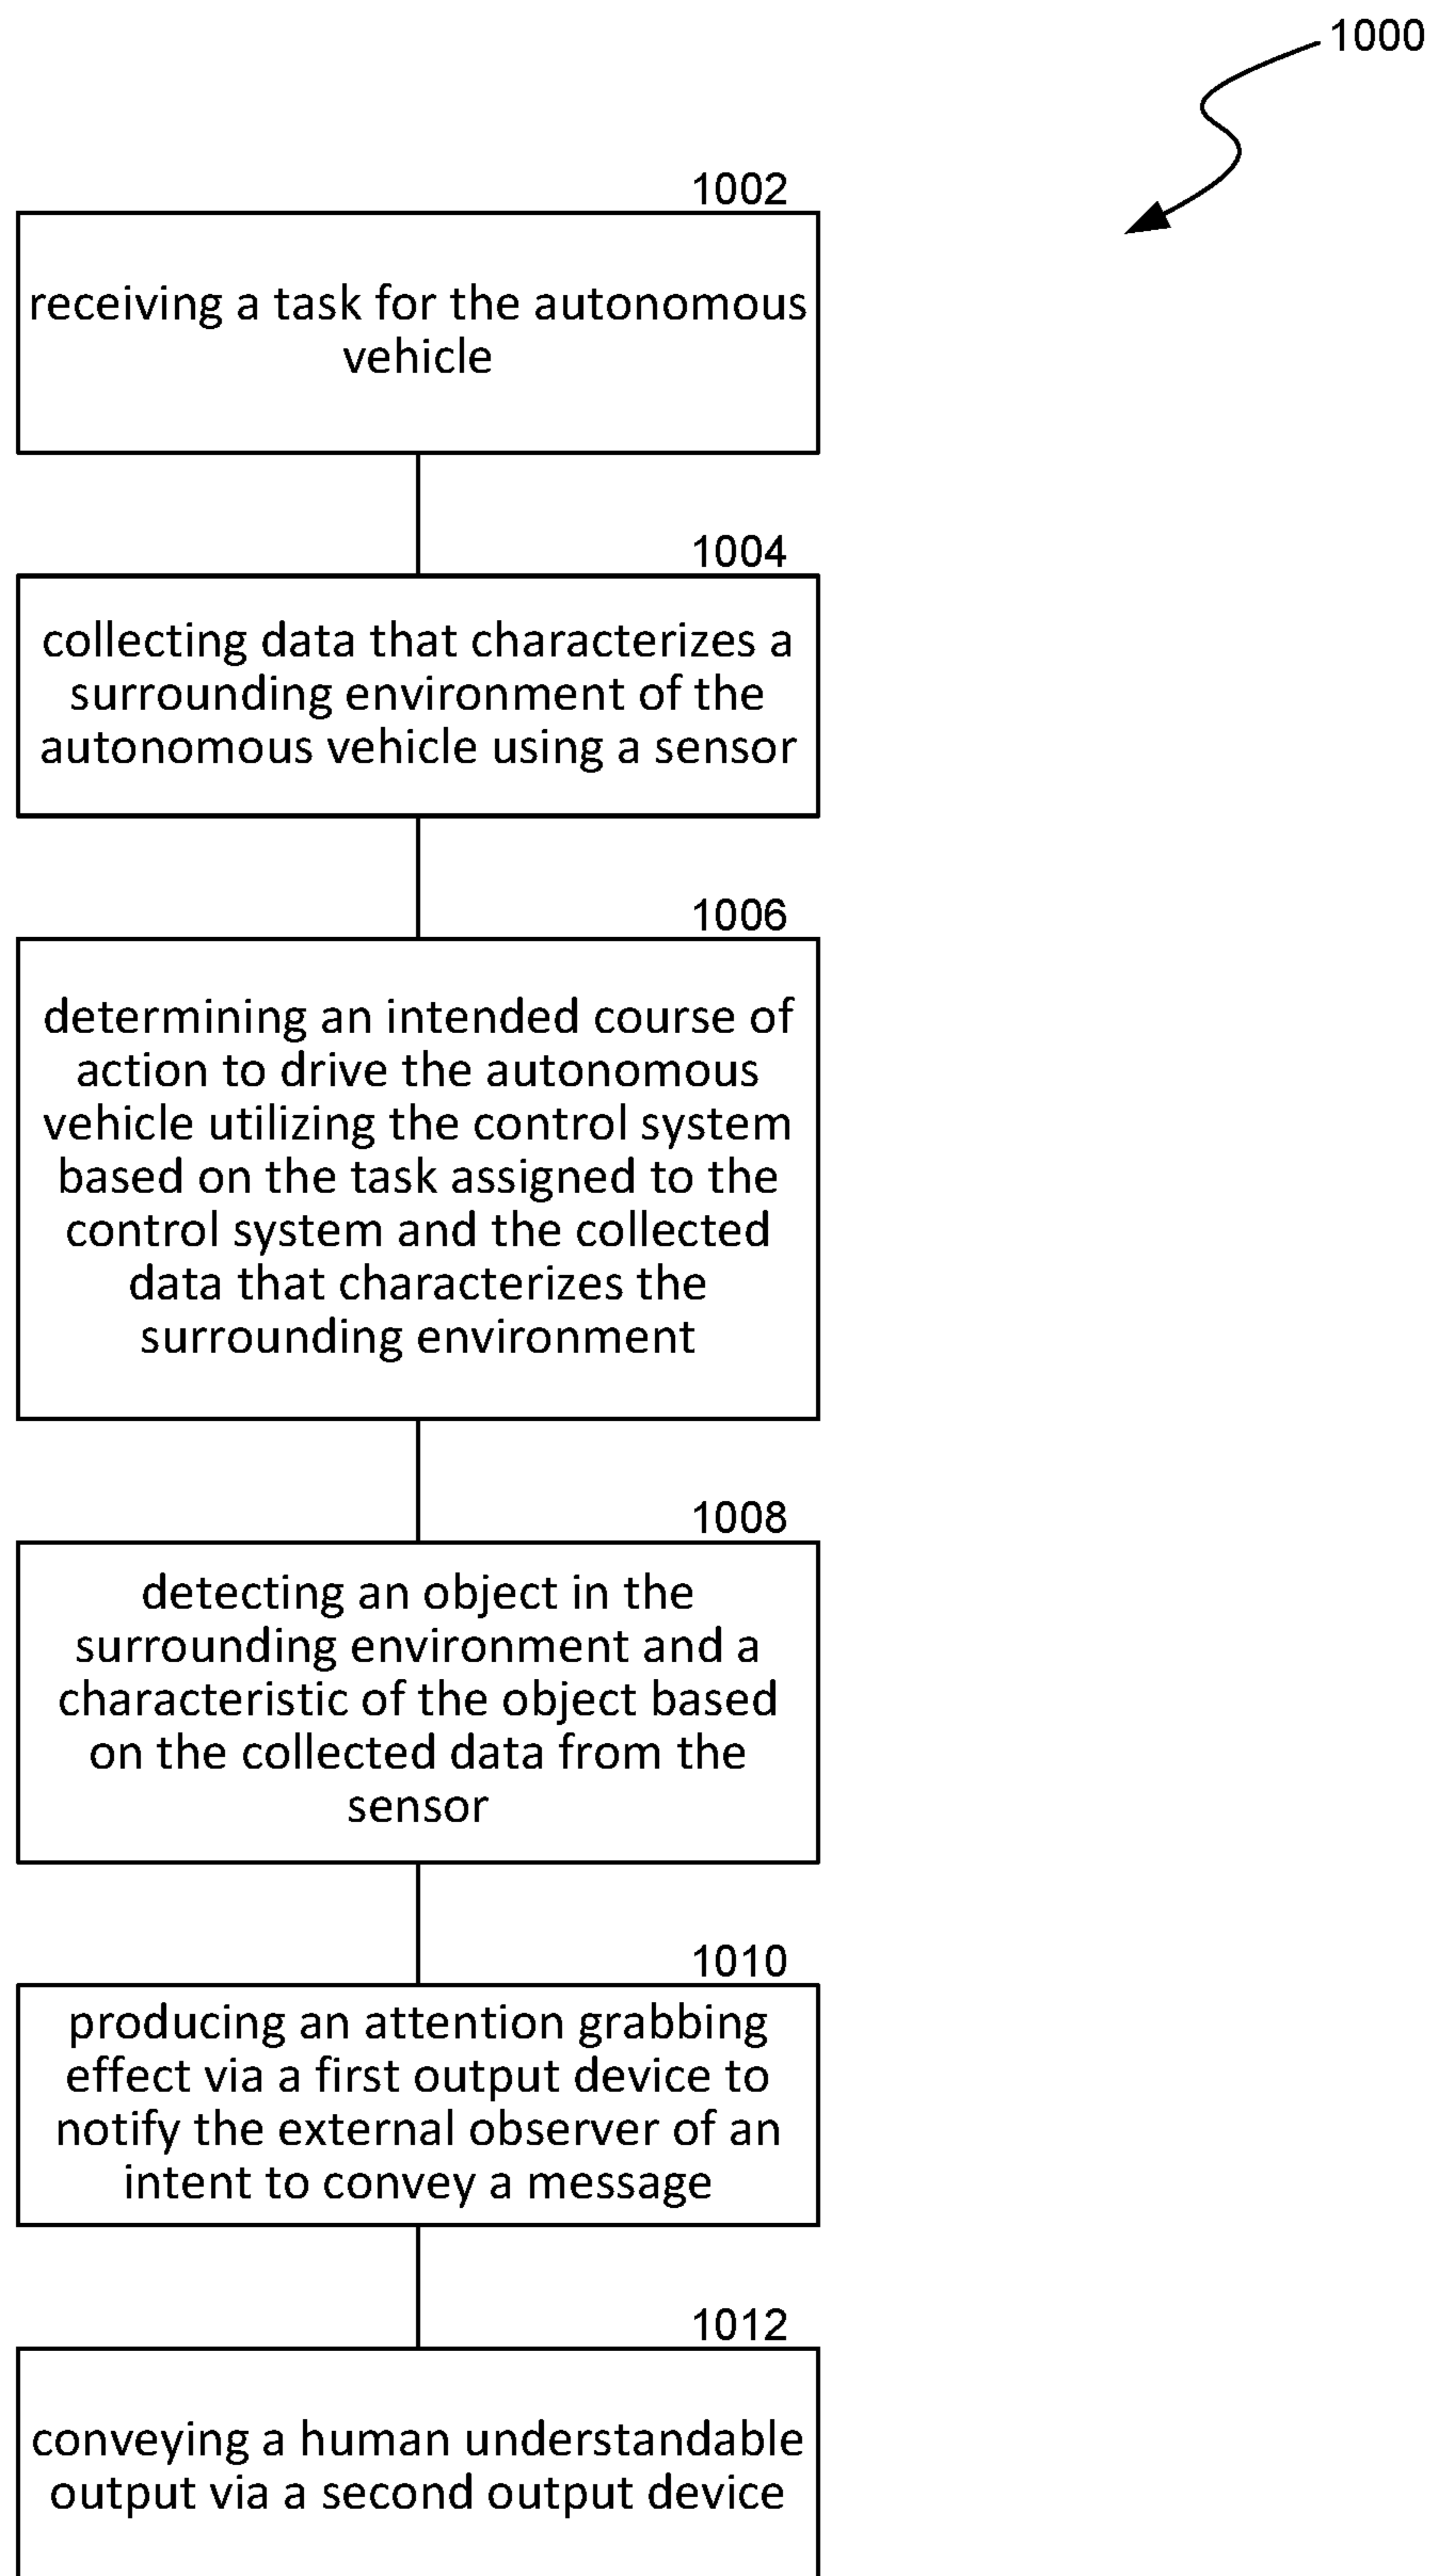 1000
1002
receiving a task for the autonomous
vehicle
1004
collecting data that characterizes a
surrounding environment of the
autonomous vehicle using a sensor
1006
determining an intended course of
action to drive the autonomous
vehicle utilizing the control system
based on the task assigned to the
control system and the collected
data that characterizes the
surrounding environment
1008
detecting an object in the
surrounding environment and a
characteristic of the object based
on the collected data from the
sensor
1010
producing an attention grabbing
effect via a first output device to
notify the external observer of an
intent to convey a message
1012
conveying a human understandable
output via a second output device